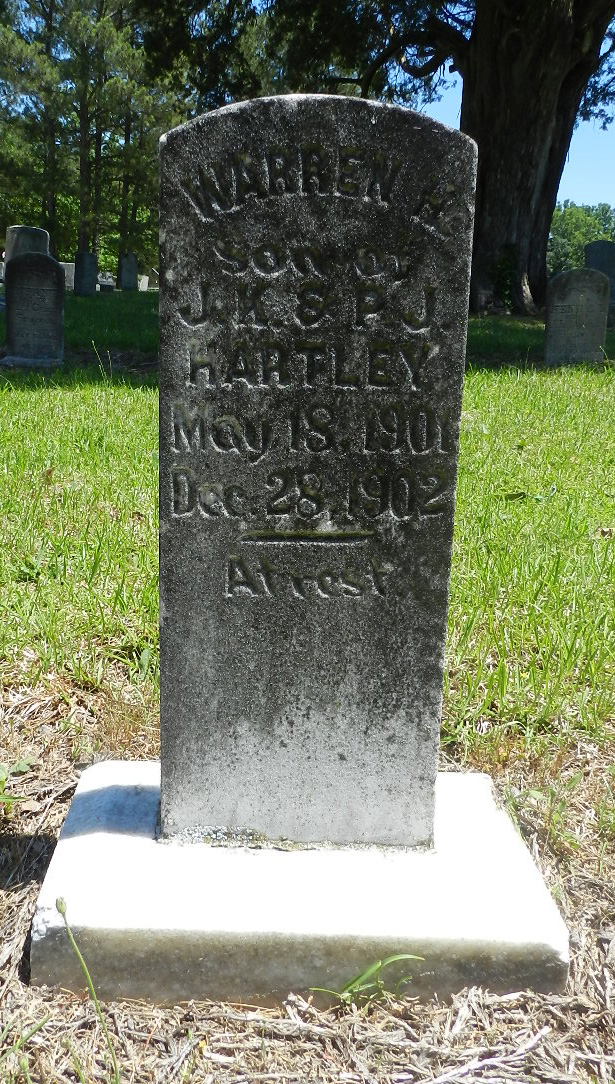 WARREN H.
Son of
J. K. & P. J.
HARTLEY
May 18, 1901
Dec. 28, 1902
At rest